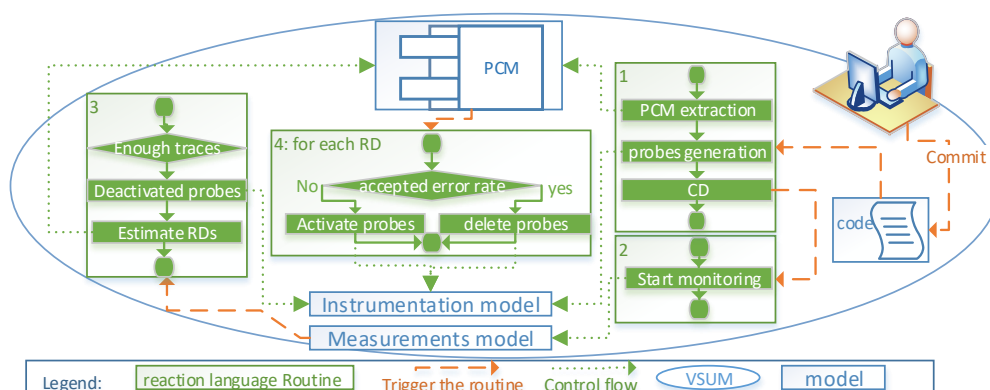 PCM
1
PCM extraction
probes generation
CD
2
Start monitoring
3
Enough traces
Deactivated probes
Estimate RDs
4: for each RD
accepted error rate
No
yes
Activate probes
delete probes
Instrumentation model
Measurements model
Commit
code
Legend:
reaction language Routine
Trigger the routine
Control flow
VSUM
model